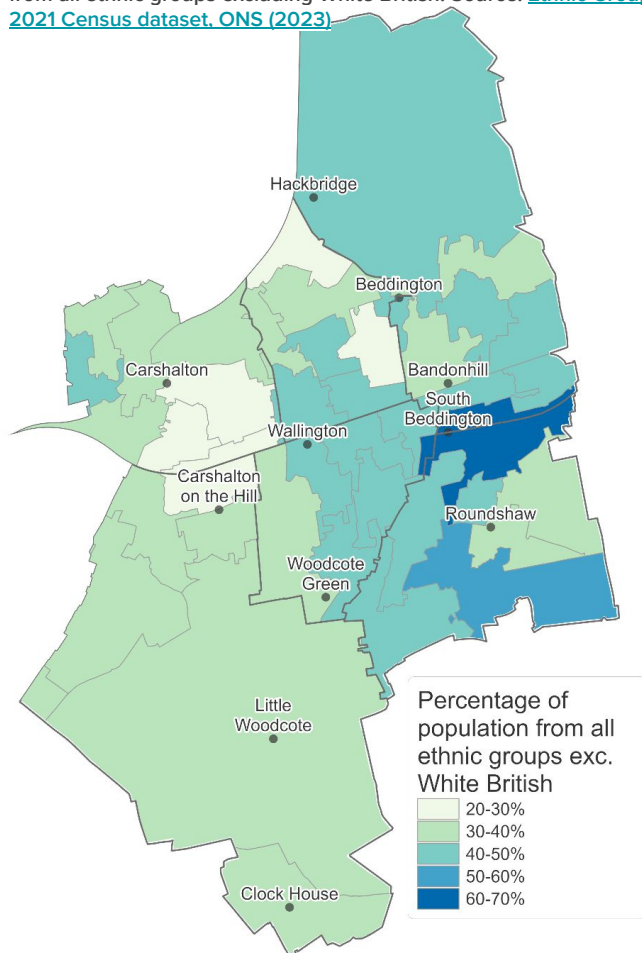 2021 Census dataset, ONS (2023)
Hackbridge
Beddington
Carshalton
Bandonhill
South
Beddington
Wallington
Carshalton
on the Hill
Roundshaw
Woodcote
Green
Little
Woodcote
Clock House
Percentage of
population from all
ethnic groups exc.
White British
20-30%
30-40%
40-50%
50-60%
60-70%